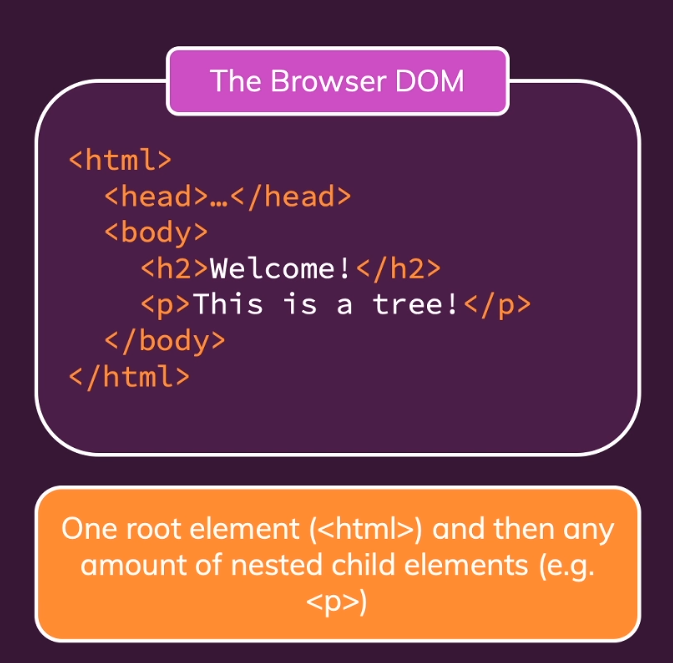 The Browser DOM
<html>
  <head>…</head>
  <body>
    <h2>Welcome!</h2>
    <p>This is a tree!</p>
  </body>
</html>
One root element (<html>) and then any
amount of nested child elements (e.g.
<p>)